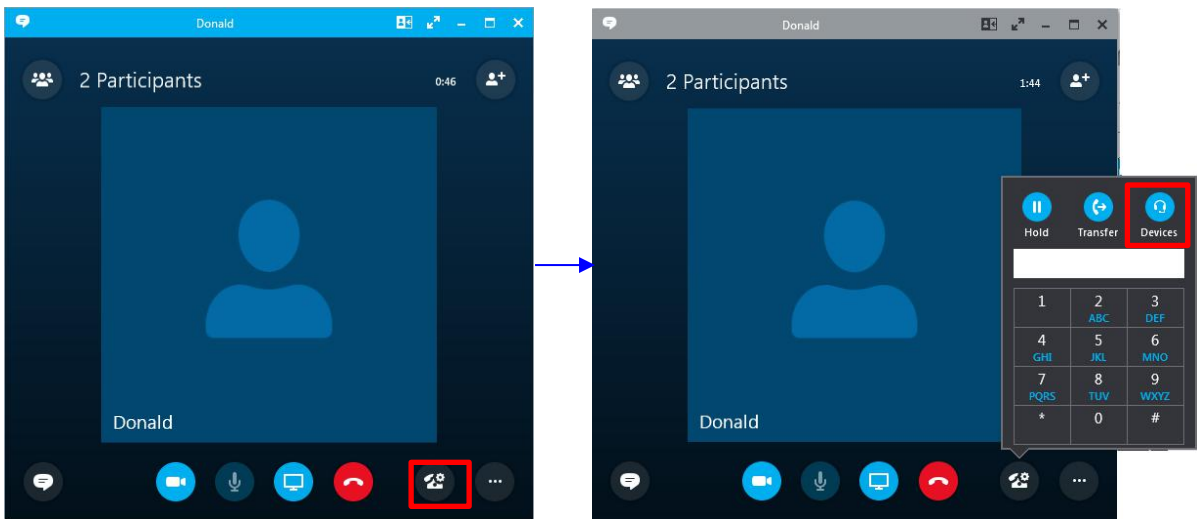 Donald
2 Participants
0:46
Donald
Donald
2 Participants
1:44
Donald
Hold Transfer Devices
1 2 3
ABC DEF
4 5 6
GHI JKL MNO
7 8 9
PQRS TUV WXYZ
* 0 #